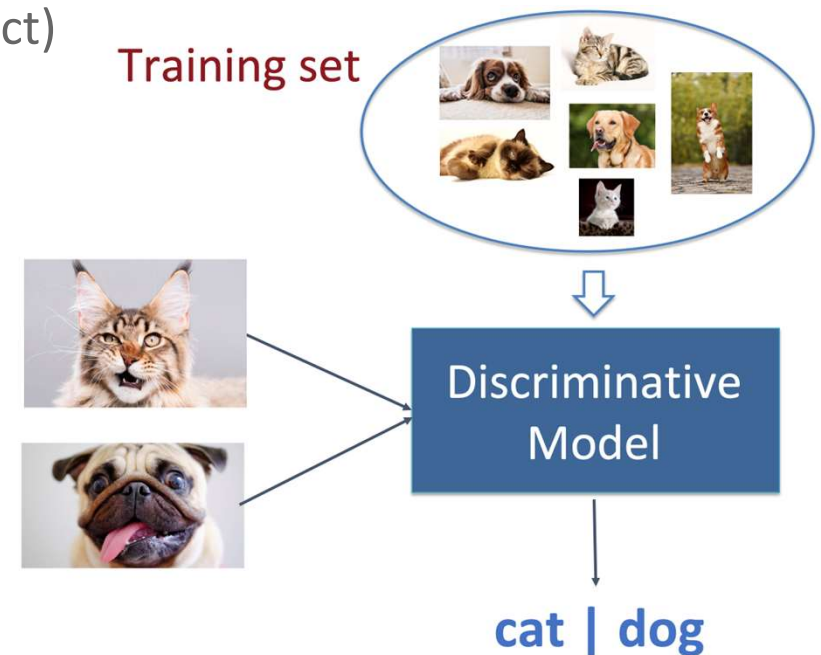 ct)
Training set
Discriminative
Model
cat | dog